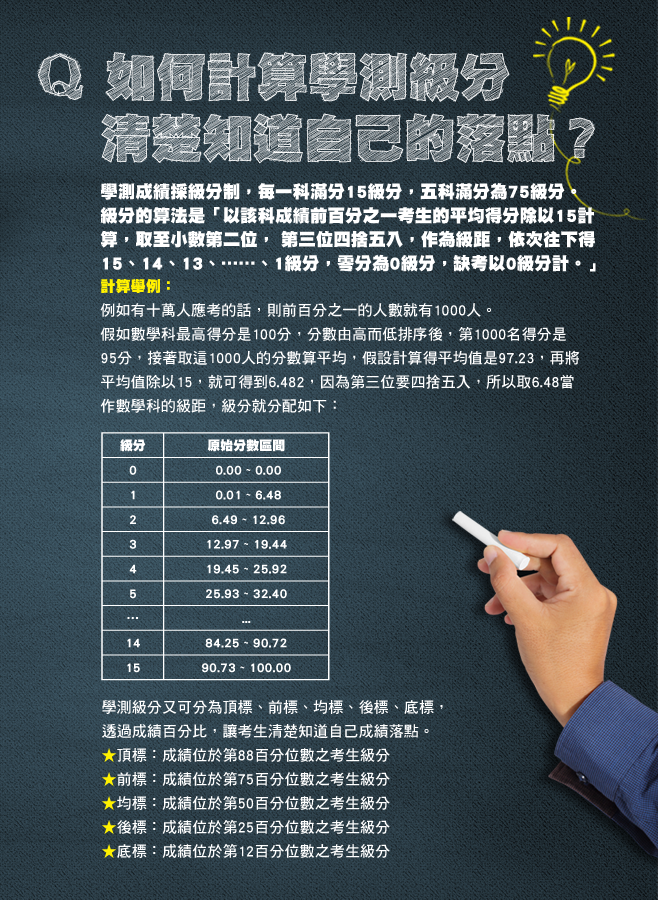 Q 如何計算學測級分
清楚知道自己的落點？
學測成績採級分制，每一科滿分15級分，五科滿分為75級分。
級分的算法是「以該科成績前百分之一考生的平均得分除以15計
算，取至小數第二位， 第三位四捨五入，作為級距，依次往下得
15、14、13、⋯⋯、1級分，零分為0級分，缺考以0級分計。」
計算舉例：
例如有十萬人應考的話，則前百分之一的人數就有1000人。
假如數學科最高得分是100分，分數由高而低排序後，第1000名得分是
95分，接著取這1000人的分數算平均，假設計算得平均值是97.23，再將
平均值除以15，就可得到6.482，因為第三位要四捨五入，所以取6.48當
作數學科的級距，級分就分配如下：
級分 原始分數區間
0 0.00 ~ 0.00
1 0.01 ~ 6.48
2 6.49 ~ 12.96
3 12.97 ~ 19.44
4 19.45 ~ 25.92
5 25.93 ~ 32.40
⋯ ...
14 84.25 ~ 90.72
15 90.73 ~ 100.00
學測級分又可分為頂標、前標、均標、後標、底標，
透過成績百分比，讓考生清楚知道自己成績落點。
★頂標：成績位於第88百分位數之考生級分
★前標：成績位於第75百分位數之考生級分
★均標：成績位於第50百分位數之考生級分
★後標：成績位於第25百分位數之考生級分
★底標：成績位於第12百分位數之考生級分